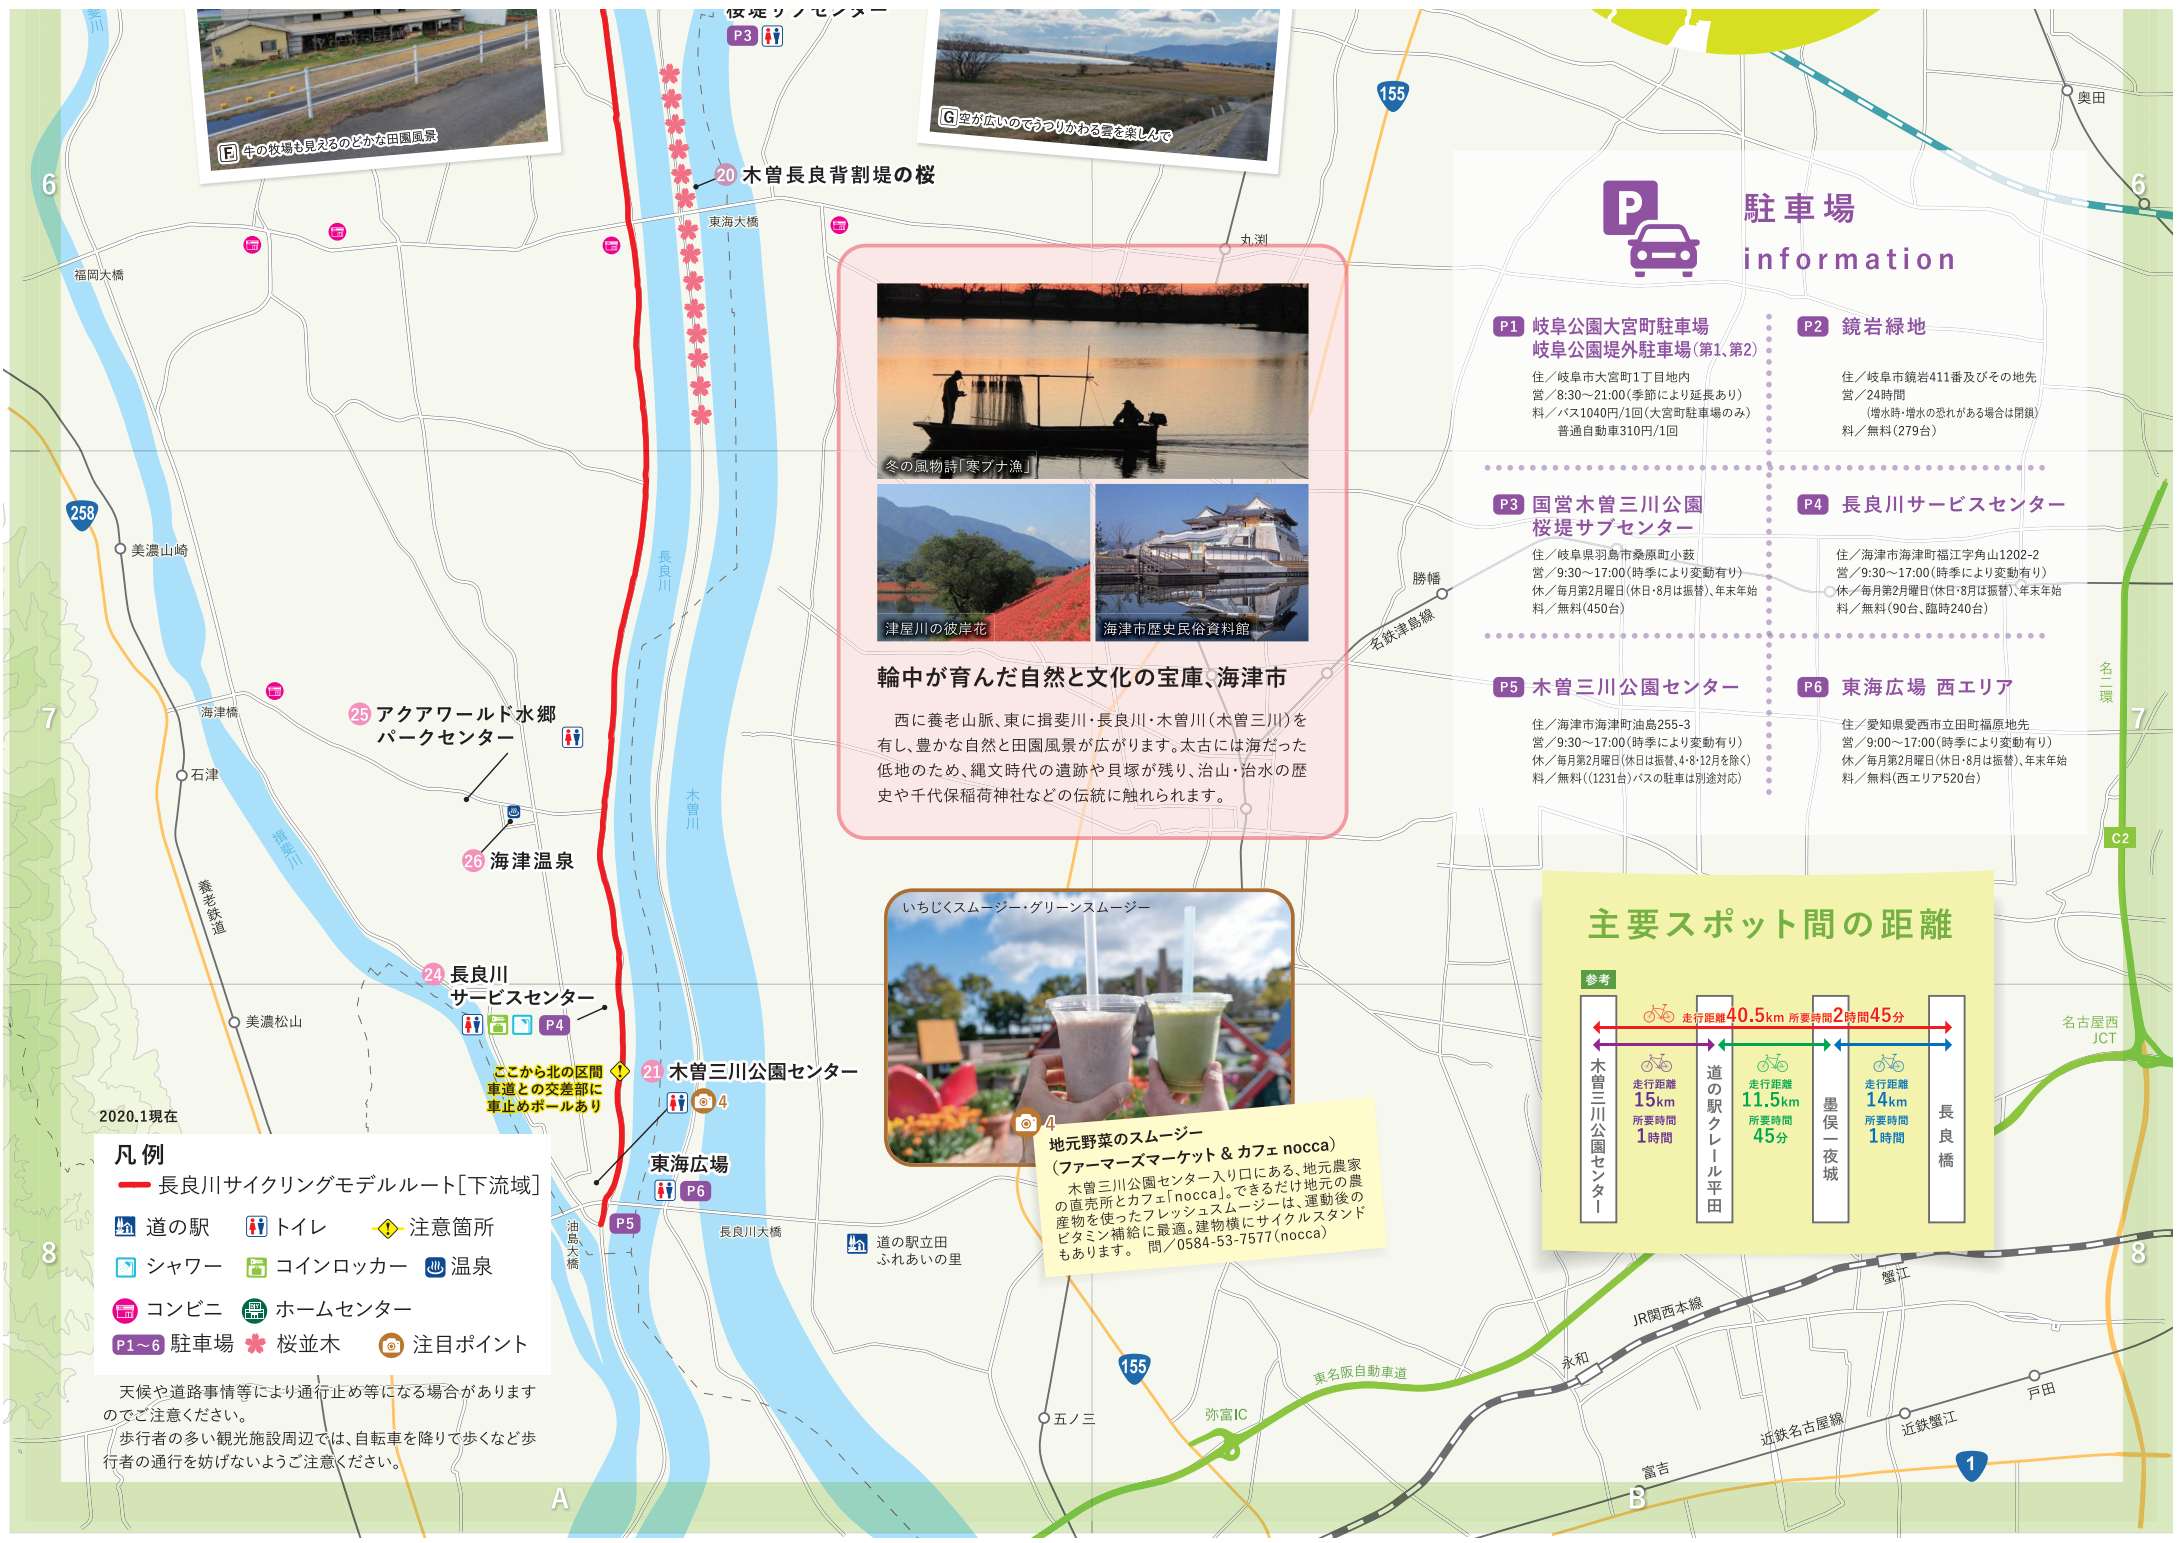 斐川
桜堤サブセンター
P3
F 牛の牧場も見えるのどかな田園風景
G 空が広いのでうつりかわる雲を楽しんで
155
奥田
6
6
20 木曽長良背割堤の桜
東海大橋
福岡大橋
丸渕
258
美濃山崎
長良川
木曽川
海津橋
石津
揖斐川
養老鉄道
25 アクアワールド水郷
パークセンター
26 海津温泉
7
7
美濃松山
24 長良川
サービスセンター
P4
ここから北の区間
車道との交差部に
車止めポールあり
21 木曽三川公園センター
4
東海広場
P6
P5
油島大橋
長良川大橋
道の駅立田
ふれあいの里
冬の風物詩「寒ブナ漁」
津屋川の彼岸花
海津市歴史民俗資料館
輪中が育んだ自然と文化の宝庫、海津市
西に養老山脈、東に揖斐川・長良川・木曽川（木曽三川）を
有し、豊かな自然と田園風景が広がります。太古には海だった
低地のため、縄文時代の遺跡や貝塚が残り、治山・治水の歴
史や千代保稲荷神社などの伝統に触れられます。
勝幡
名鉄津島線
いちじくスムージー・グリーンスムージー
4
地元野菜のスムージー
（ファーマーズマーケット & カフェ nocca）
木曽三川公園センター入り口にある、地元農家
の直売所とカフェ「nocca」。できるだけ地元の農
産物を使ったフレッシュスムージーは、運動後の
ビタミン補給に最適。建物横にサイクルスタンド
もあります。 問／0584-53-7577（nocca）
P
駐車場
information
P1 岐阜公園大宮町駐車場
岐阜公園堤外駐車場（第1、第2）
住／岐阜市大宮町1丁目地内
営／8:30〜21:00（季節により延長あり）
料／バス1040円/1回（大宮町駐車場のみ）
普通自動車310円/1回
P2 鏡岩緑地
住／岐阜市鏡岩411番及びその地先
営／24時間
（増水時・増水の恐れがある場合は閉鎖）
料／無料（279台）
P3 国営木曽三川公園
桜堤サブセンター
住／岐阜県羽島市桑原町小薮
営／9:30〜17:00（時季により変動有り）
休／毎月第2月曜日（休日・8月は振替）、年末年始
料／無料（450台）
P4 長良川サービスセンター
住／海津市海津町福江字角山1202-2
営／9:30〜17:00（時季により変動有り）
休／毎月第2月曜日（休日・8月は振替）、年末年始
料／無料（90台、臨時240台）
P5 木曽三川公園センター
住／海津市海津町油島255-3
営／9:30〜17:00（時季により変動有り）
休／毎月第2月曜日（休日は振替、4・8・12月を除く）
料／無料（（1231台）バスの駐車は別途対応）
P6 東海広場 西エリア
住／愛知県愛西市立田町福原地先
営／9:00〜17:00（時季により変動有り）
休／毎月第2月曜日（休日・8月は振替）、年末年始
料／無料（西エリア520台）
名二環
C2
名古屋西
JCT
主要スポット間の距離
参考
走行距離40.5km 所要時間2時間45分
木曽三川公園センター
走行距離
15km
所要時間
1時間
道の駅クレール平田
走行距離
11.5km
所要時間
45分
墨俣一夜城
走行距離
14km
所要時間
1時間
長良橋
2020.1現在
凡例
長良川サイクリングモデルルート［下流域］
道の駅 トイレ 注意箇所
シャワー コインロッカー 温泉
コンビニ ホームセンター
P1〜6 駐車場 桜並木 注目ポイント
天候や道路事情等により通行止め等になる場合があります
のでご注意ください。
歩行者の多い観光施設周辺では、自転車を降りて歩くなど歩
行者の通行を妨げないようご注意ください。
8
8
155
五ノ三
弥富IC
東名阪自動車道
永和
JR関西本線
蟹江
戸田
近鉄蟹江
近鉄名古屋線
富吉
1
A
B